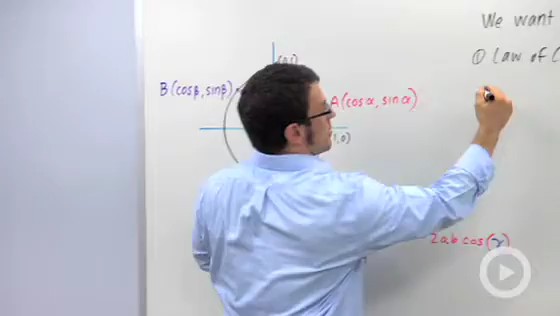 We want
① Law of C
(0,1)
B(cosβ, sinβ)
A(cosα, sinα)
1,0)
2ab cos(γ)